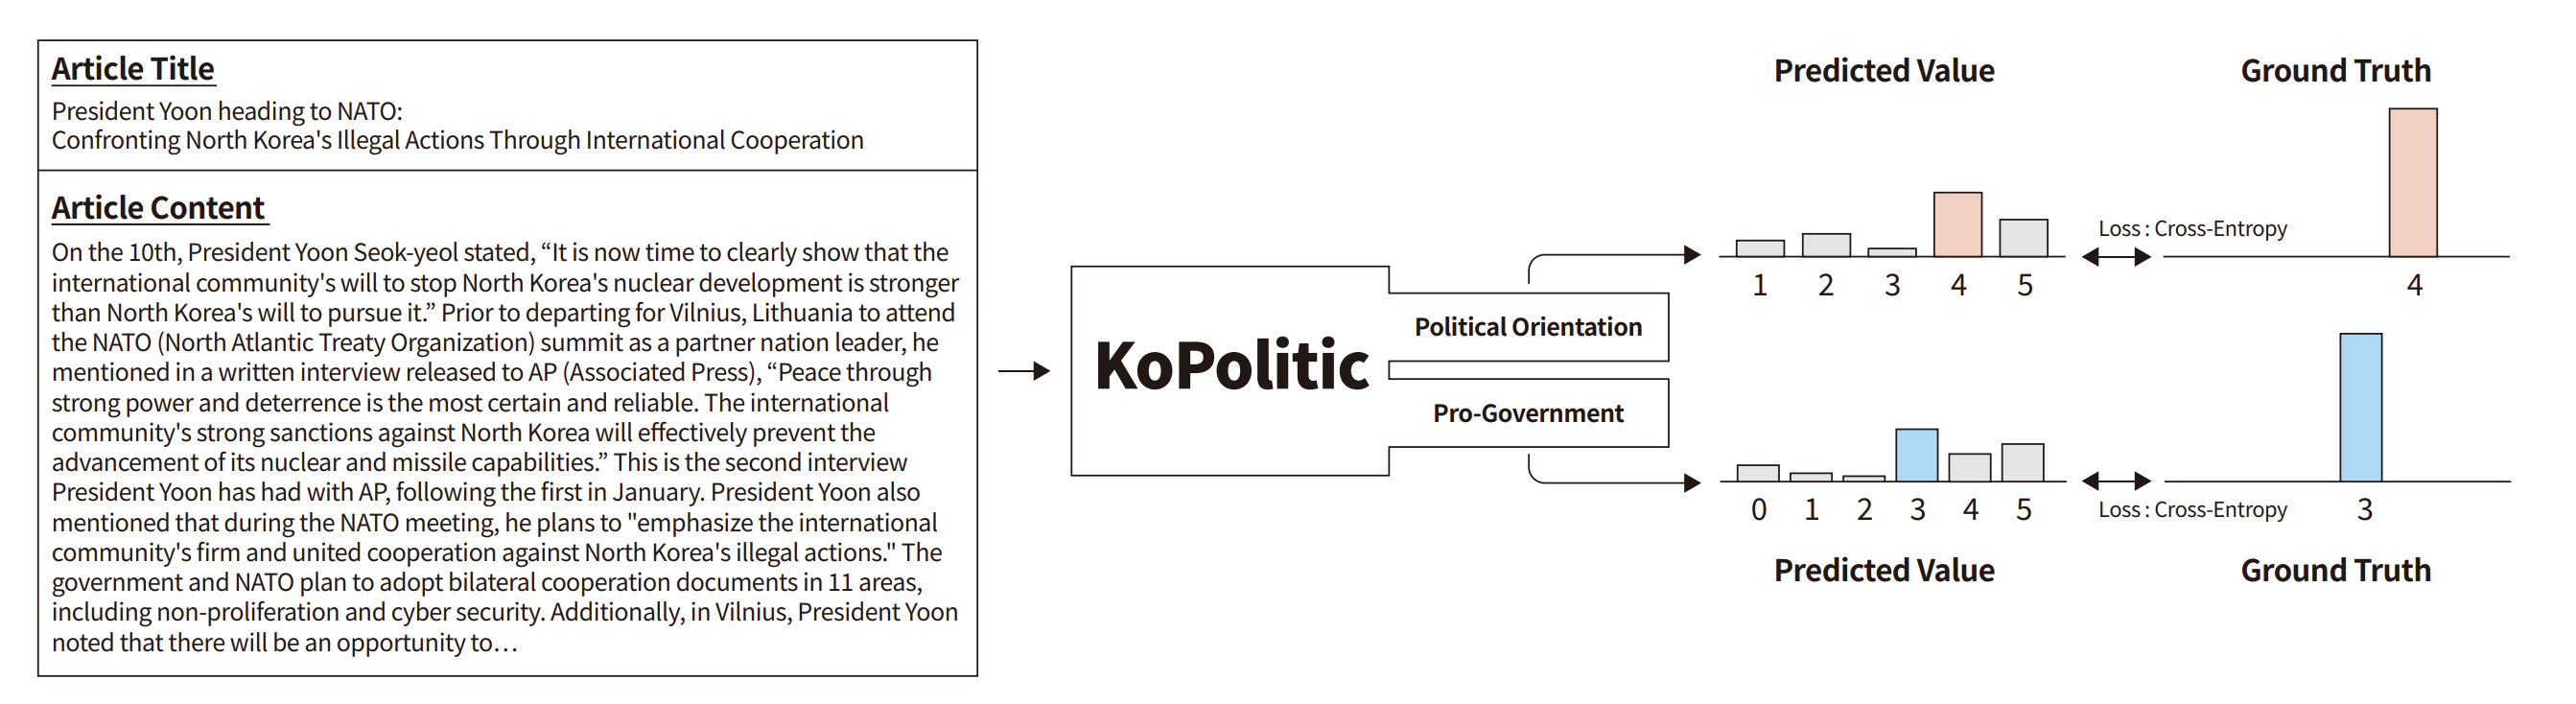 Article Title
President Yoon heading to NATO:
Confronting North Korea's Illegal Actions Through International Cooperation
Article Content
On the 10th, President Yoon Seok-yeol stated, “It is now time to clearly show that the
international community's will to stop North Korea's nuclear development is stronger
than North Korea's will to pursue it.” Prior to departing for Vilnius, Lithuania to attend
the NATO (North Atlantic Treaty Organization) summit as a partner nation leader, he
mentioned in a written interview released to AP (Associated Press), “Peace through
strong power and deterrence is the most certain and reliable. The international
community's strong sanctions against North Korea will effectively prevent the
advancement of its nuclear and missile capabilities.” This is the second interview
President Yoon has had with AP, following the first in January. President Yoon also
mentioned that during the NATO meeting, he plans to "emphasize the international
community's firm and united cooperation against North Korea's illegal actions." The
government and NATO plan to adopt bilateral cooperation documents in 11 areas,
including non-proliferation and cyber security. Additionally, in Vilnius, President Yoon
noted that there will be an opportunity to…
KoPolitic
Political Orientation
Pro-Government
Predicted Value
1 2 3 4 5
Loss : Cross-Entropy
Ground Truth
4
0 1 2 3 4 5
Predicted Value
Loss : Cross-Entropy
3
Ground Truth